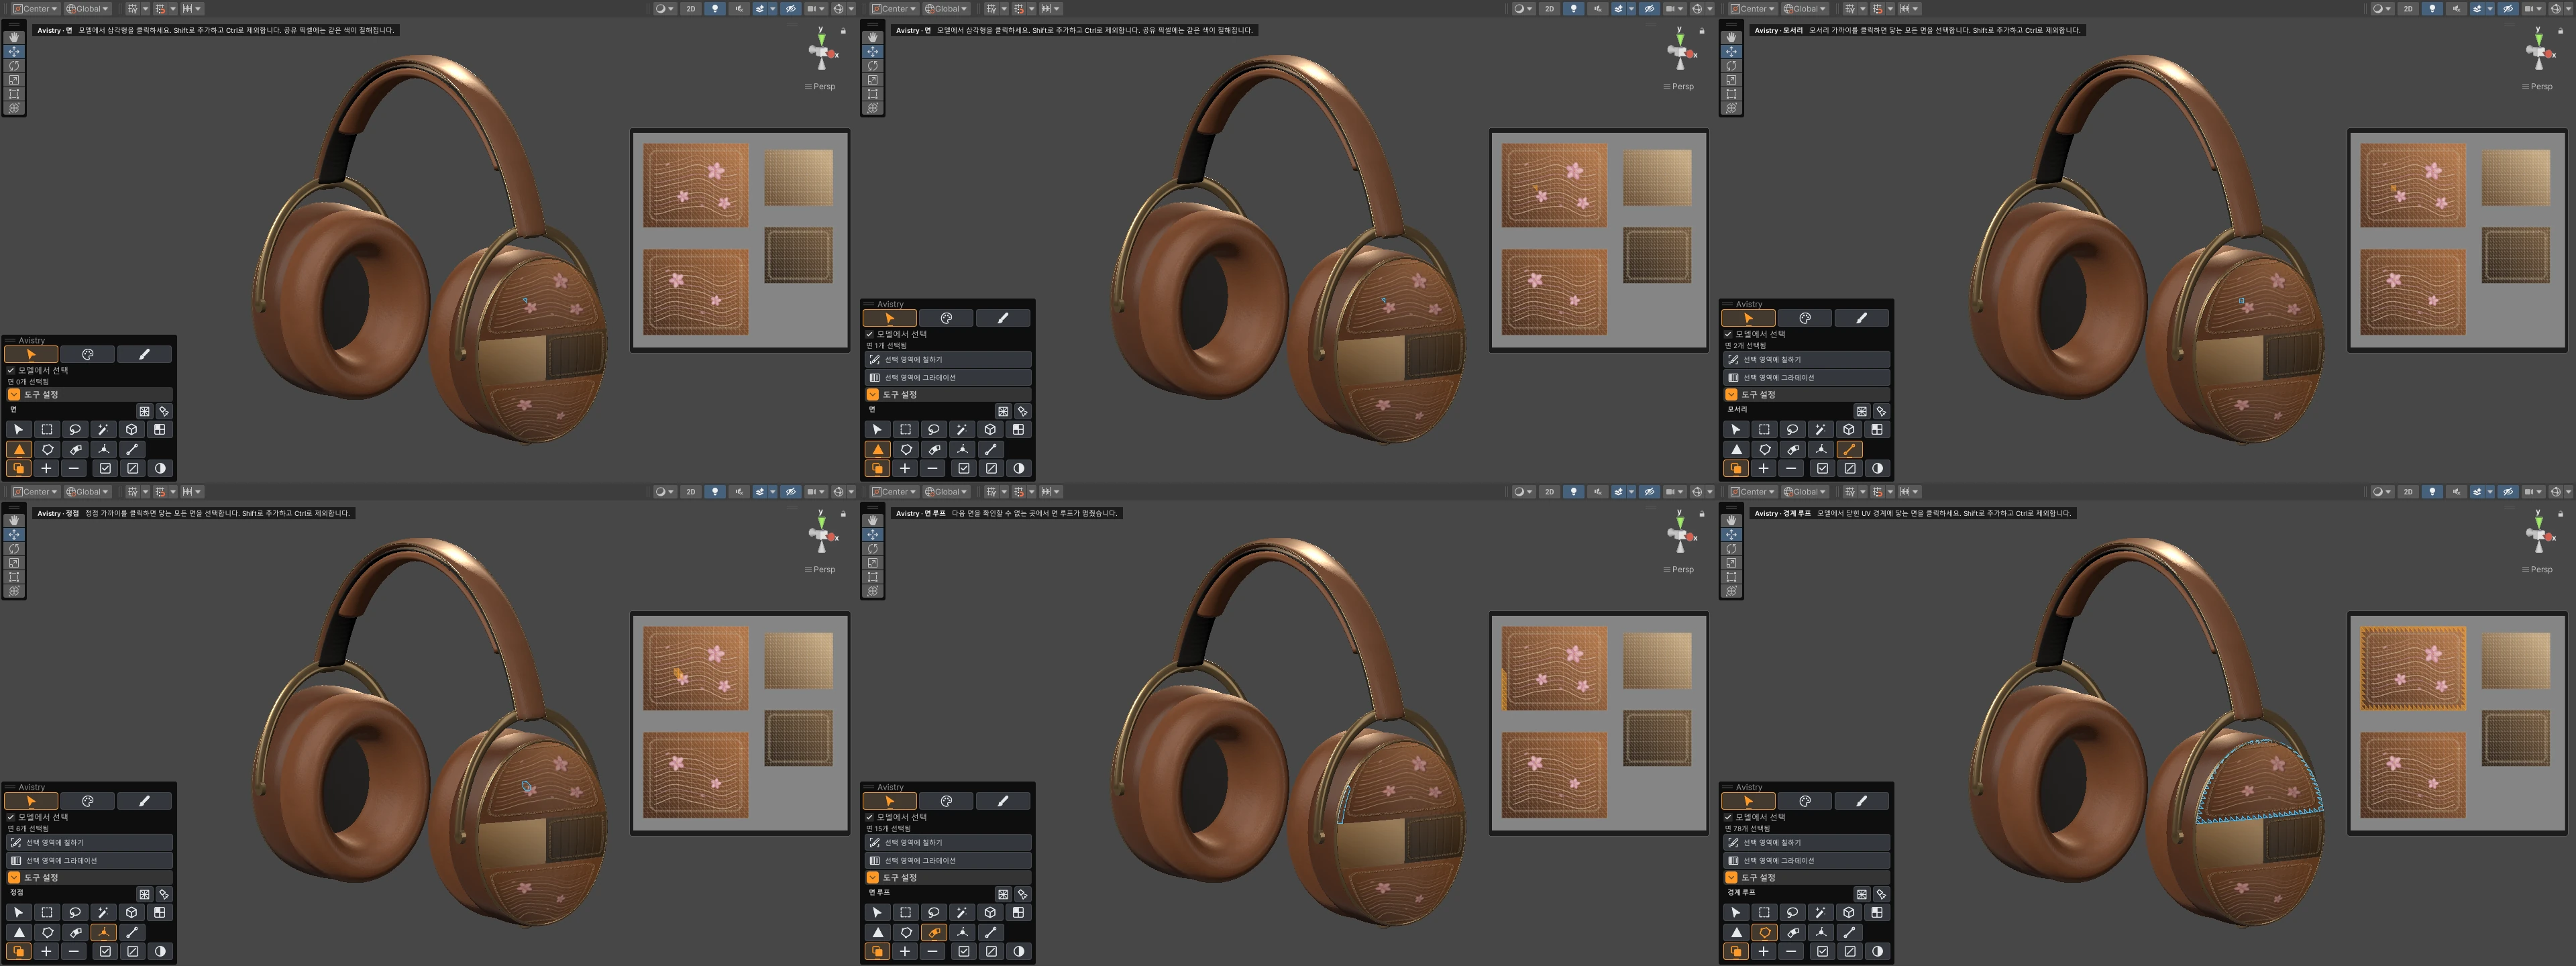 Center Global 2D
Avistry · 면 모델에서 삼각형을 클릭하세요. Shift로 추가하고 Ctrl로 제외합니다. 공유 픽셀에는 같은 색이 칠해집니다.
y
x
Persp
Avistry
모델에서 선택
면 0개 선택됨
도구 설정
면
Center Global 2D
Avistry · 면 모델에서 삼각형을 클릭하세요. Shift로 추가하고 Ctrl로 제외합니다. 공유 픽셀에는 같은 색이 칠해집니다.
y
x
Persp
Avistry
모델에서 선택
면 1개 선택됨
선택 영역에 칠하기
선택 영역에 그라데이션
도구 설정
면
Center Global 2D
Avistry · 모서리 모서리 가까이를 클릭하면 닿는 모든 면을 선택합니다. Shift로 추가하고 Ctrl로 제외합니다.
y
x
Persp
Avistry
모델에서 선택
면 2개 선택됨
선택 영역에 칠하기
선택 영역에 그라데이션
도구 설정
모서리
Center Global 2D
Avistry · 정점 정점 가까이를 클릭하면 닿는 모든 면을 선택합니다. Shift로 추가하고 Ctrl로 제외합니다.
y
x
Persp
Avistry
모델에서 선택
면 6개 선택됨
선택 영역에 칠하기
선택 영역에 그라데이션
도구 설정
정점
Center Global 2D
Avistry · 면 루프 다음 면을 확인할 수 없는 곳에서 면 루프가 멈췄습니다.
y
x
Persp
Avistry
모델에서 선택
면 15개 선택됨
선택 영역에 칠하기
선택 영역에 그라데이션
도구 설정
면 루프
Center Global 2D
Avistry · 경계 루프 모델에서 닫힌 UV 경계에 닿는 면을 클릭하세요. Shift로 추가하고 Ctrl로 제외합니다.
y
x
Persp
Avistry
모델에서 선택
면 78개 선택됨
선택 영역에 칠하기
선택 영역에 그라데이션
도구 설정
경계 루프